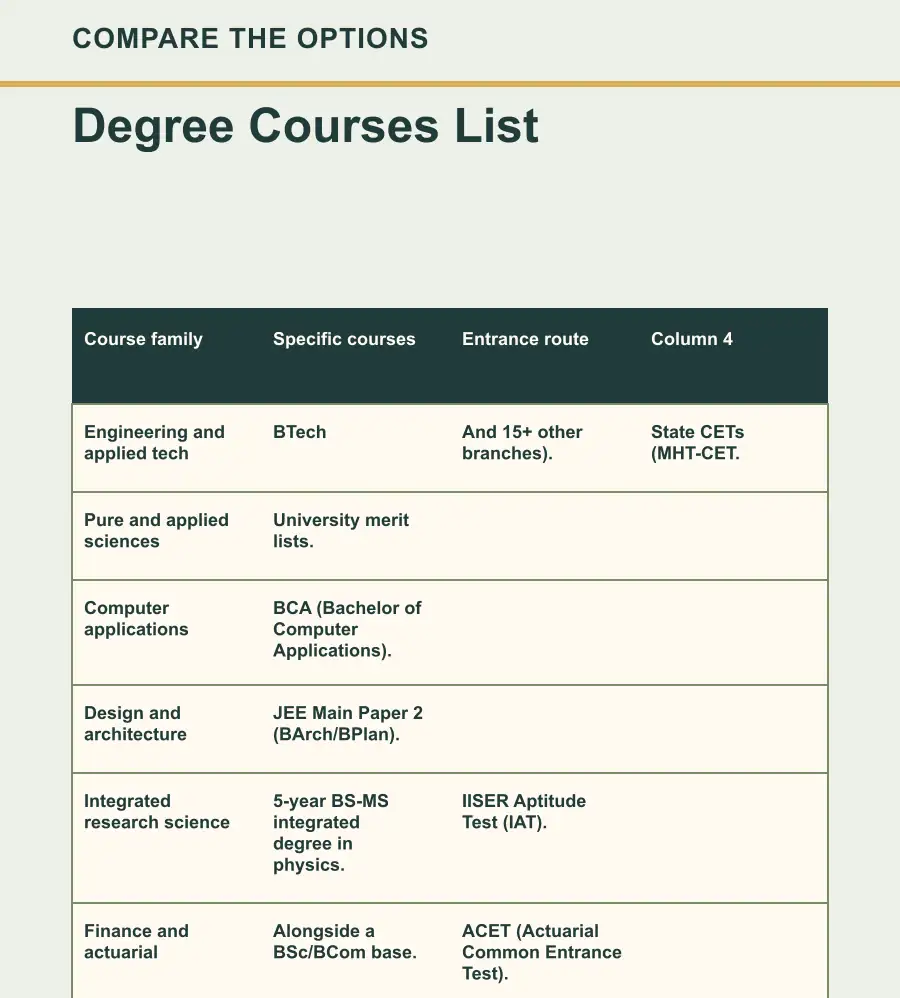 COMPARE THE OPTIONS
Degree Courses List
Course family
Specific courses
Entrance route
Column 4
Engineering and
applied tech
BTech
And 15+ other
branches).
State CETs
(MHT-CET.
Pure and applied
sciences
University merit
lists.
Computer
applications
BCA (Bachelor of
Computer
Applications).
Design and
architecture
JEE Main Paper 2
(BArch/BPlan).
Integrated
research science
5-year BS-MS
integrated
degree in
physics.
IISER Aptitude
Test (IAT).
Finance and
actuarial
Alongside a
BSc/BCom base.
ACET (Actuarial
Common Entrance
Test).